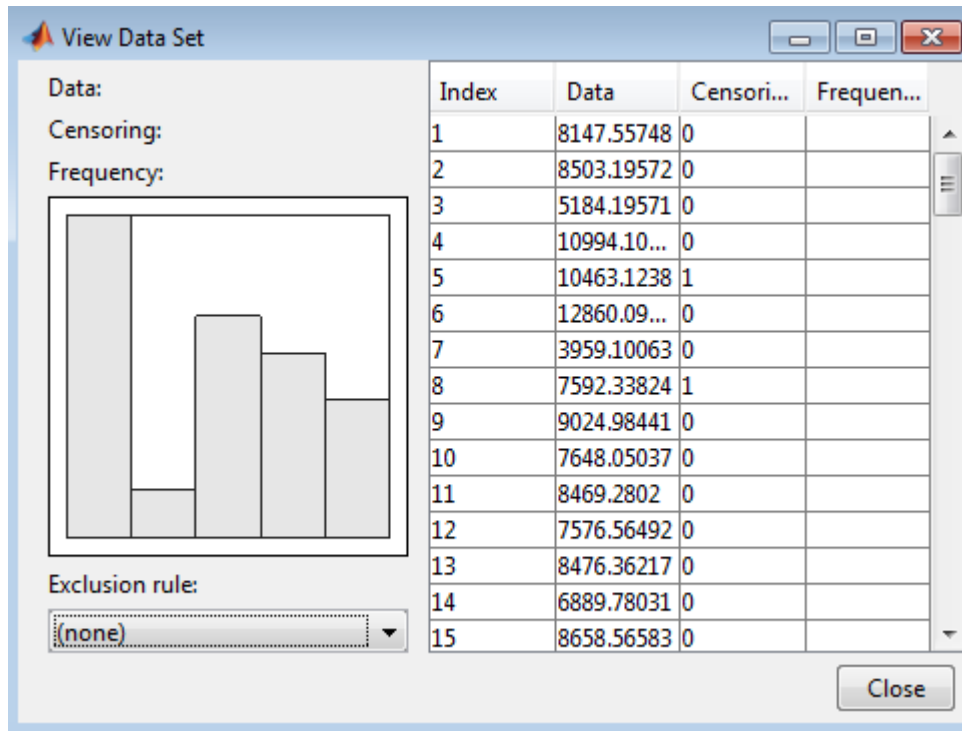 View Data Set
Data:
Censoring:
Frequency:
Exclusion rule:
(none)
Index Data Censori... Frequen...
1 8147.55748 0
2 8503.19572 0
3 5184.19571 0
4 10994.10... 0
5 10463.1238 1
6 12860.09... 0
7 3959.10063 0
8 7592.33824 1
9 9024.98441 0
10 7648.05037 0
11 8469.2802 0
12 7576.56492 0
13 8476.36217 0
14 6889.78031 0
15 8658.56583 0
Close